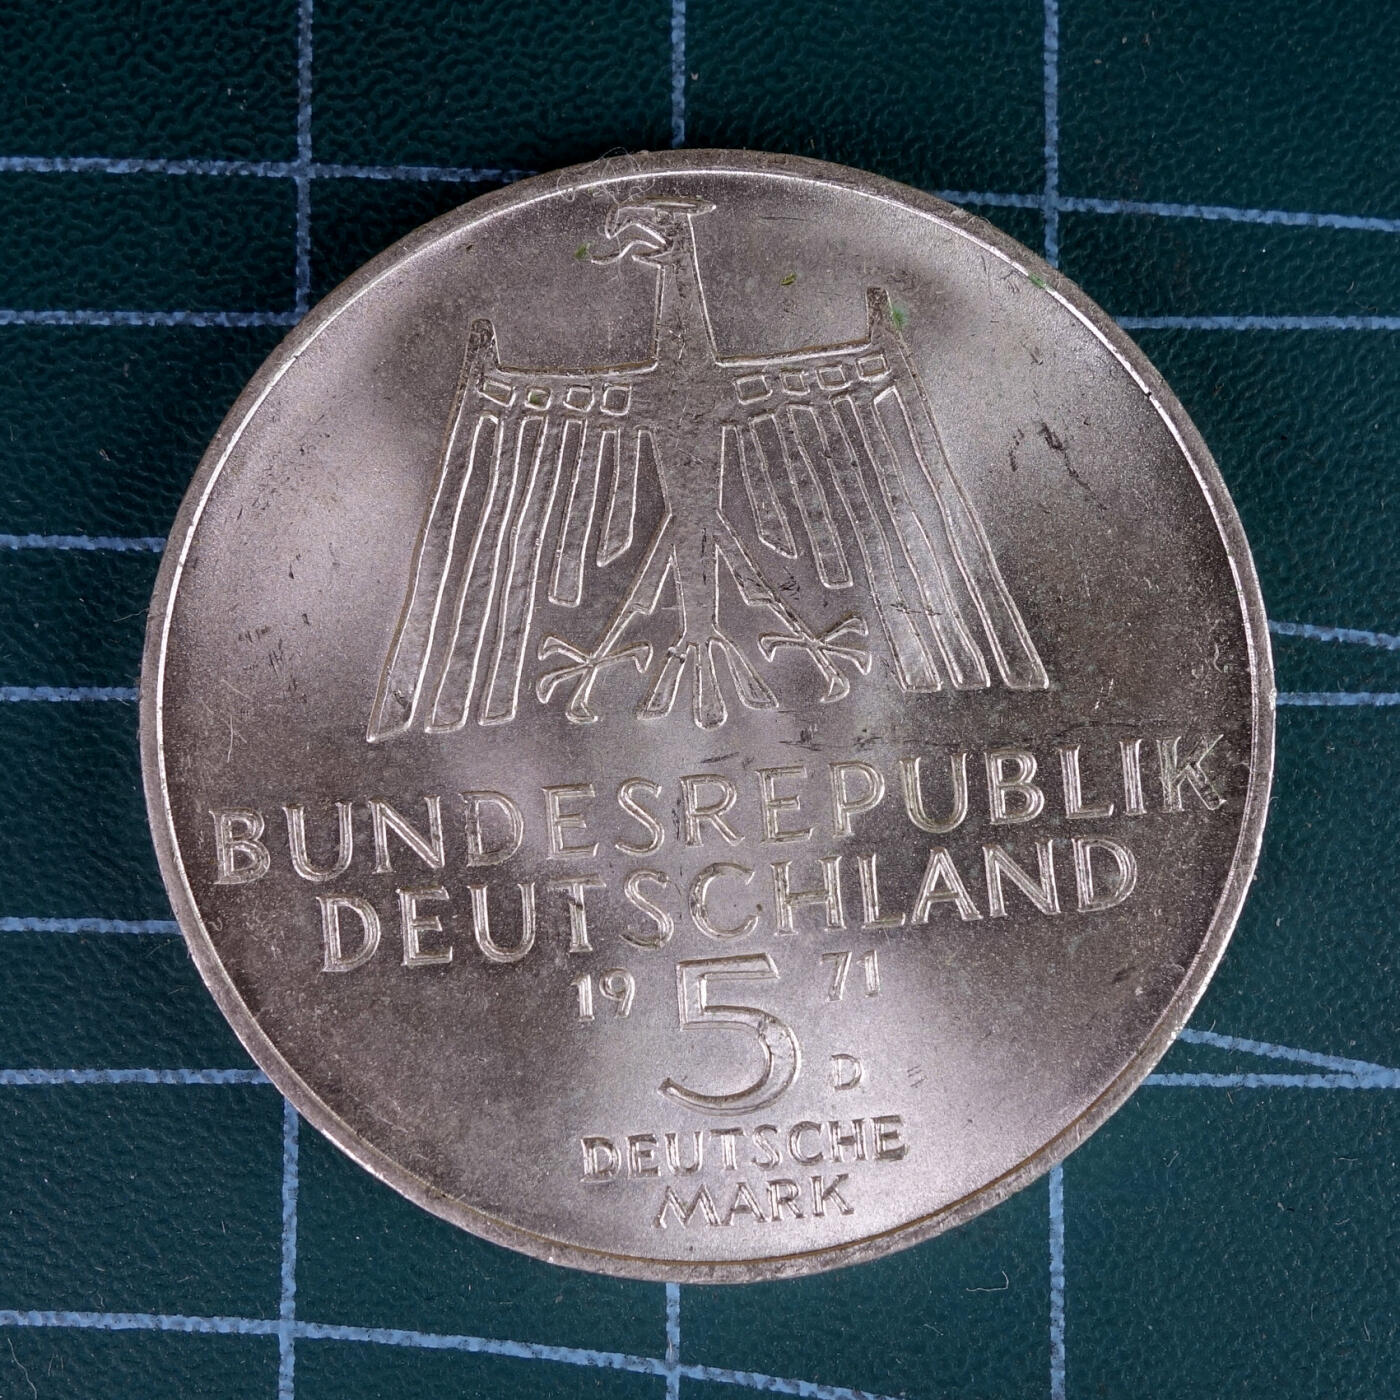 BUNDESREPUBLIK
DEUTSCHLAND
19 5 71
D
DEUTSCHE
MARK